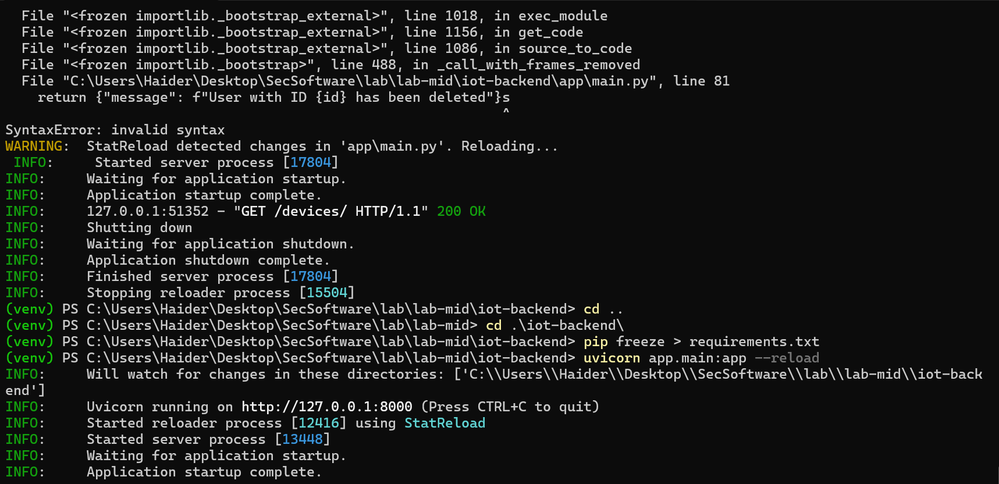 File "<frozen importlib._bootstrap_external>", line 1018, in exec_module
File "<frozen importlib._bootstrap_external>", line 1156, in get_code
File "<frozen importlib._bootstrap_external>", line 1086, in source_to_code
File "<frozen importlib._bootstrap>", line 488, in _call_with_frames_removed
File "C:\Users\Haider\Desktop\SecSoftware\lab\lab-mid\iot-backend\app\main.py", line 81
return {"message": f"User with ID {id} has been deleted"}s
^
SyntaxError: invalid syntax
WARNING:  StatReload detected changes in 'app\main.py'. Reloading...
INFO:     Started server process [17804]
INFO:     Waiting for application startup.
INFO:     Application startup complete.
INFO:     127.0.0.1:51352 - "GET /devices/ HTTP/1.1" 200 OK
INFO:     Shutting down
INFO:     Waiting for application shutdown.
INFO:     Application shutdown complete.
INFO:     Finished server process [17804]
INFO:     Stopping reloader process [15504]
(venv) PS C:\Users\Haider\Desktop\SecSoftware\lab\lab-mid\iot-backend> cd ..
(venv) PS C:\Users\Haider\Desktop\SecSoftware\lab\lab-mid> cd .\iot-backend\
(venv) PS C:\Users\Haider\Desktop\SecSoftware\lab\lab-mid\iot-backend> pip freeze > requirements.txt
(venv) PS C:\Users\Haider\Desktop\SecSoftware\lab\lab-mid\iot-backend> uvicorn app.main:app --reload
INFO:     Will watch for changes in these directories: ['C:\\Users\\Haider\\Desktop\\SecSoftware\\lab\\lab-mid\\iot-back
end']
INFO:     Uvicorn running on http://127.0.0.1:8000 (Press CTRL+C to quit)
INFO:     Started reloader process [12416] using StatReload
INFO:     Started server process [13448]
INFO:     Waiting for application startup.
INFO:     Application startup complete.